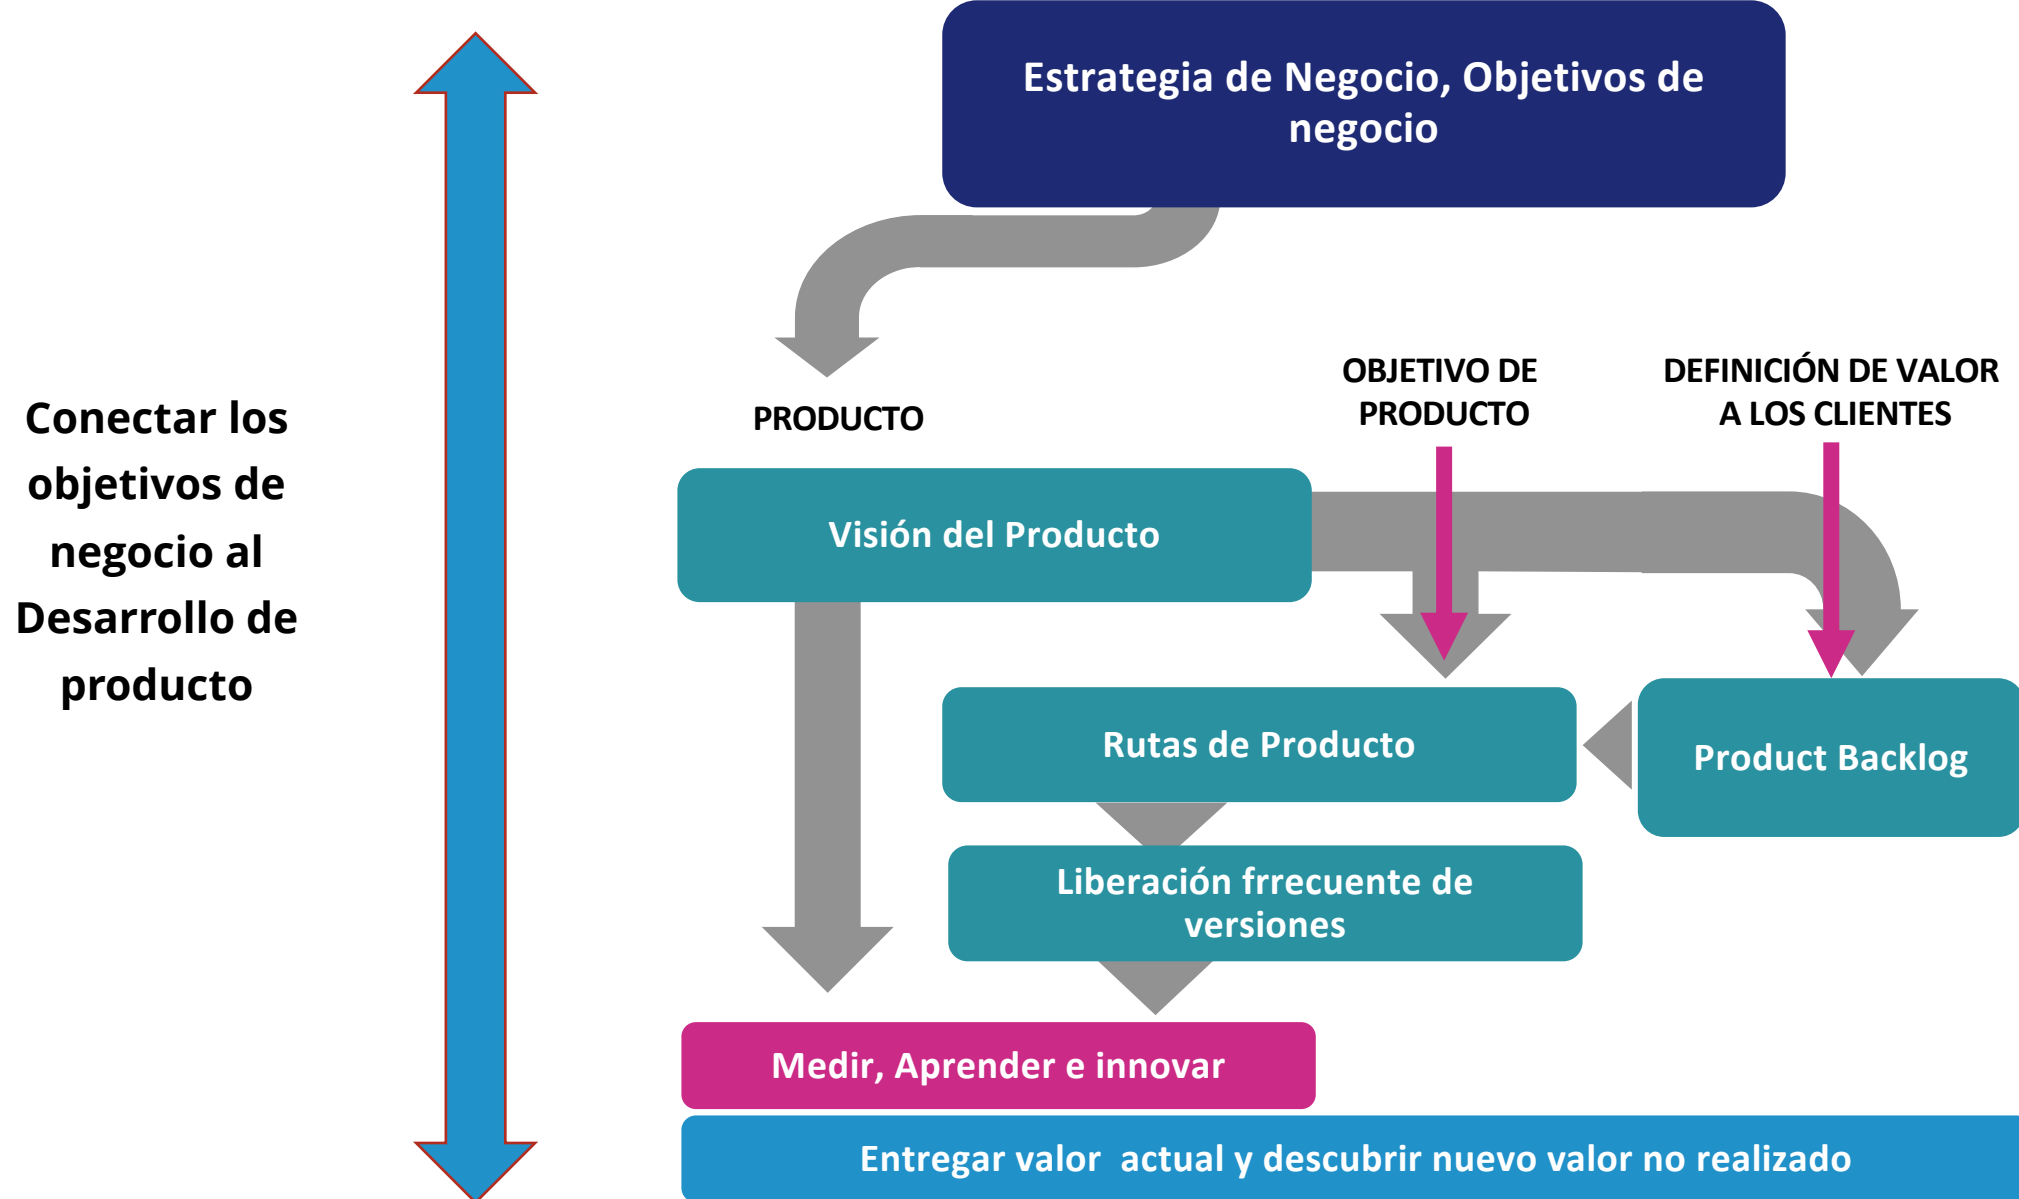 Estrategia de Negocio, Objetivos de
negocio
Conectar los
objetivos de
negocio al
Desarrollo de
producto
PRODUCTO
OBJETIVO DE
PRODUCTO
DEFINICIÓN DE VALOR
A LOS CLIENTES
Visión del Producto
Rutas de Producto
Product Backlog
Liberación frrecuente de
versiones
Medir, Aprender e innovar
Entregar valor  actual y descubrir nuevo valor no realizado